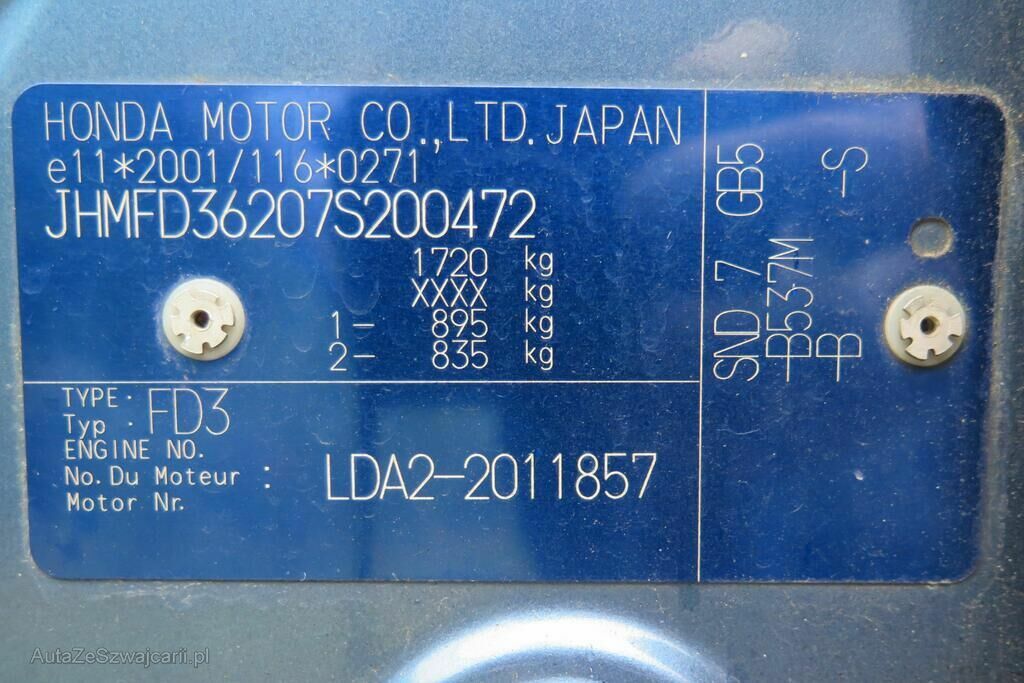 HONDA MOTOR CO.,LTD.JAPAN
e11*2001/116*0271
JHMFD36207S200472
1720 kg
XXXX kg
1- 895 kg
2- 835 kg
TYPE:
Typ : FD3
ENGINE NO.
No.Du Moteur :
Motor Nr.
LDA2-2011857
SND 7 GB5
B537M
B -S
AutaZeSzwajcarii.pl